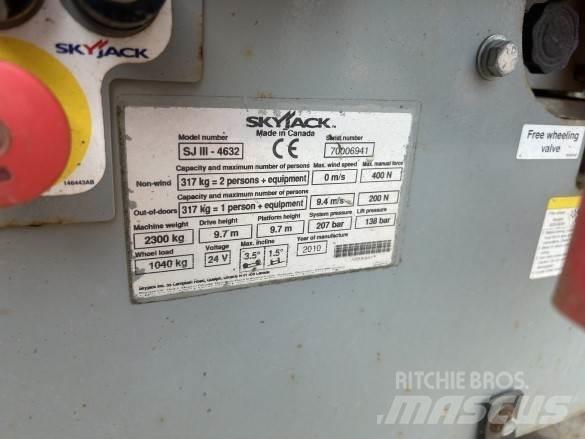 SKYJACK
146443AB
SKYJACK
Made in Canada
Model number
SJ III - 4632
CE
Serial number
70006941
Capacity and maximum number of persons
Max. wind speed
Max. manual force
Non-wind
317 kg = 2 persons + equipment
0 m/s
400 N
Capacity and maximum number of persons
Out-of-doors
317 kg = 1 person + equipment
9.4 m/s
200 N
Machine weight
Drive height
Platform height
System pressure
Lift pressure
2300 kg
9.7 m
9.7 m
207 bar
138 bar
Wheel load
Voltage
Max. incline
Year of manufacture
1040 kg
24 V
3.5°
1.5°
2010
Free wheeling
valve
RITCHIE BROS.
MASCUS